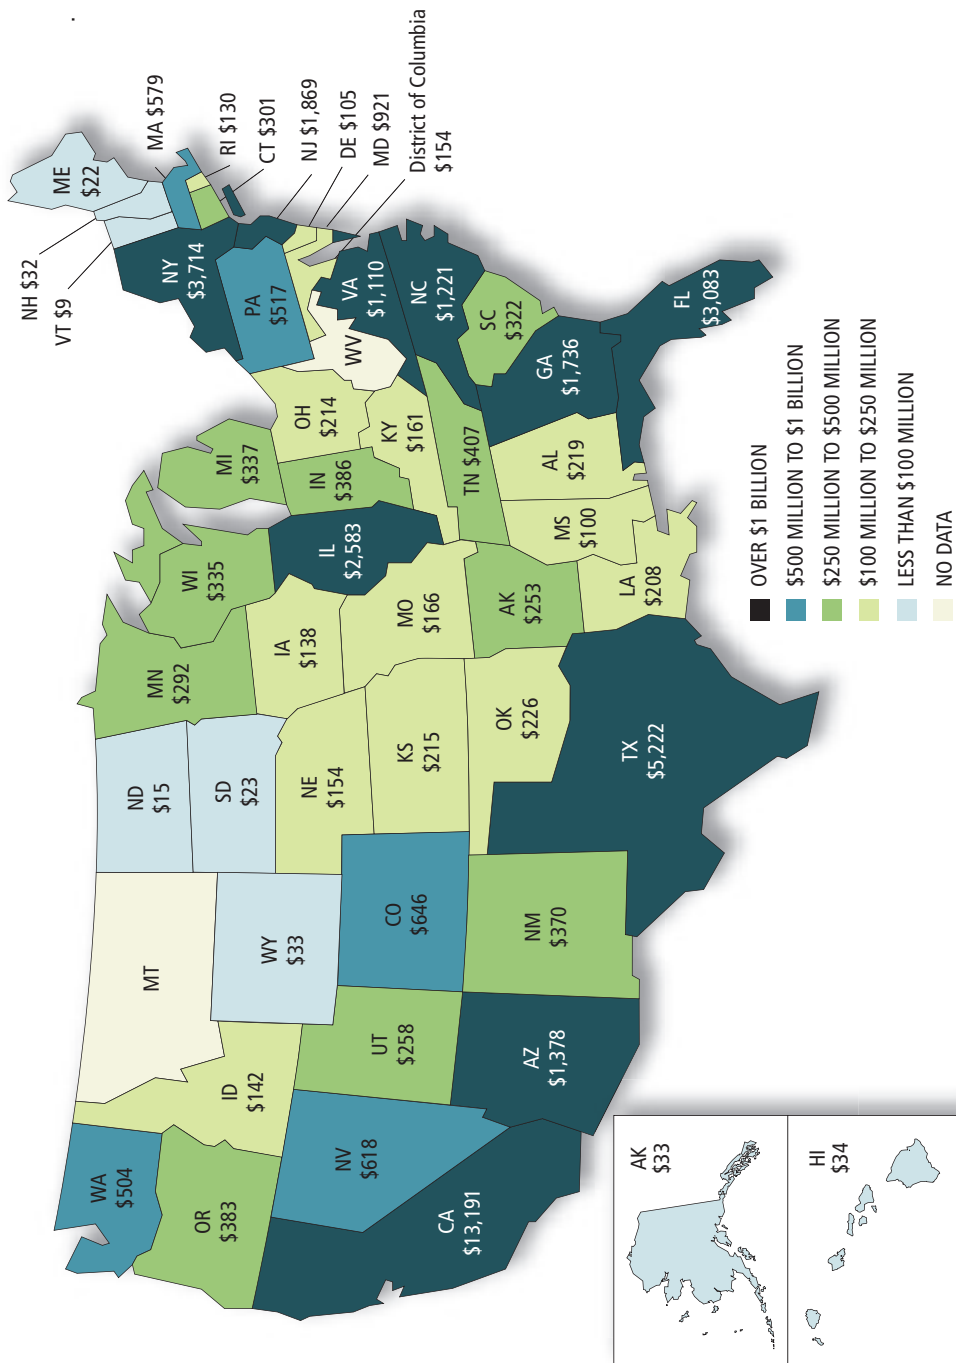 WA
$504
OR
$383
CA
$13,191
NV
$618
ID
$142
MT
WY
$33
UT
$258
AZ
$1,378
CO
$646
NM
$370
ND
$15
SD
$23
NE
$154
KS
$215
OK
$226
TX
$5,222
MN
$292
IA
$138
MO
$166
AK
$253
LA
$208
WI
$335
IL
$2,583
MS
$100
MI
$337
IN
$386
OH
$214
KY
$161
TN $407
AL
$219
GA
$1,736
FL
$3,083
SC
$322
NC
$1,221
VA
$1,110
WV
PA
$517
NY
$3,714
VT $9
NH $32
ME
$22
MA $579
RI $130
CT $301
NJ $1,869
DE $105
MD $921
District of Columbia
$154
AK
$33
HI
$34
OVER $1 BILLION
$500 MILLION TO $1 BILLION
$250 MILLION TO $500 MILLION
$100 MILLION TO $250 MILLION
LESS THAN $100 MILLION
NO DATA